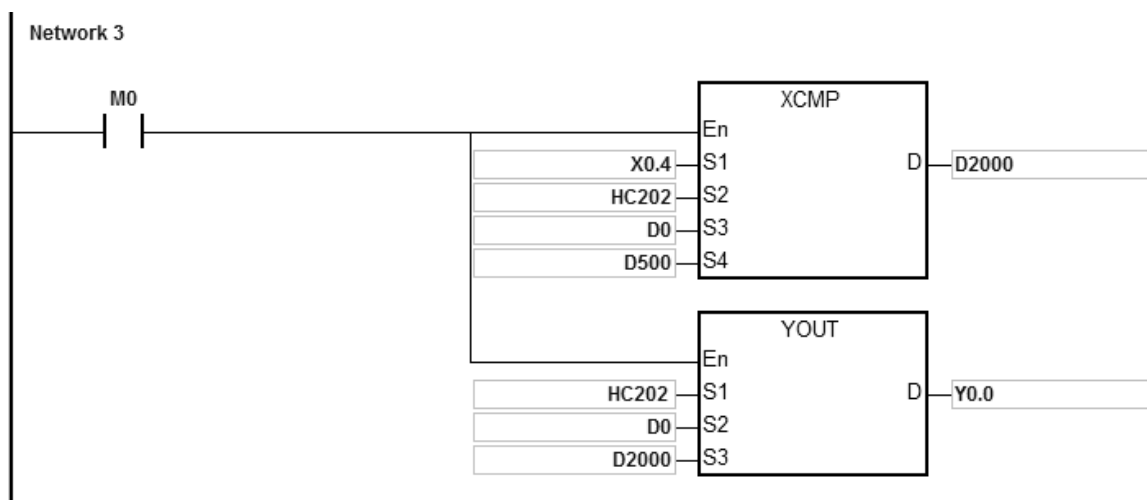 Network 3
M0
XCMP
En
X0.4 S1 D D2000
HC202 S2
D0 S3
D500 S4
YOUT
En
HC202 S1 D Y0.0
D0 S2
D2000 S3